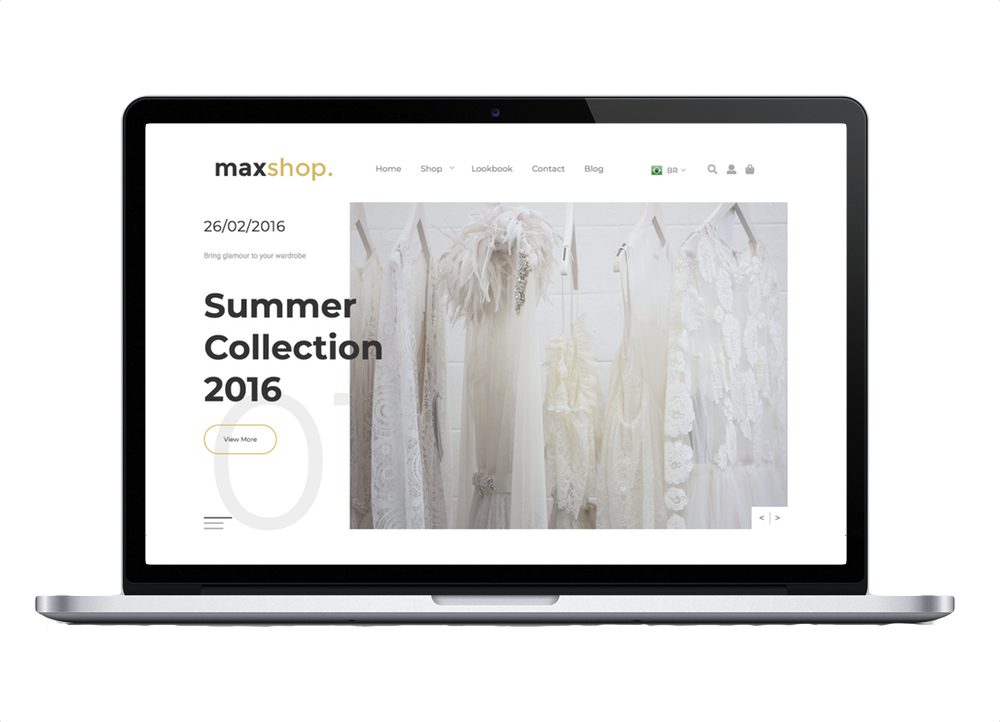 maxshop.
Home Shop Lookbook Contact Blog BR
26/02/2016
Bring glamour to your wardrobe
Summer
Collection
2016
01
View More
< | >